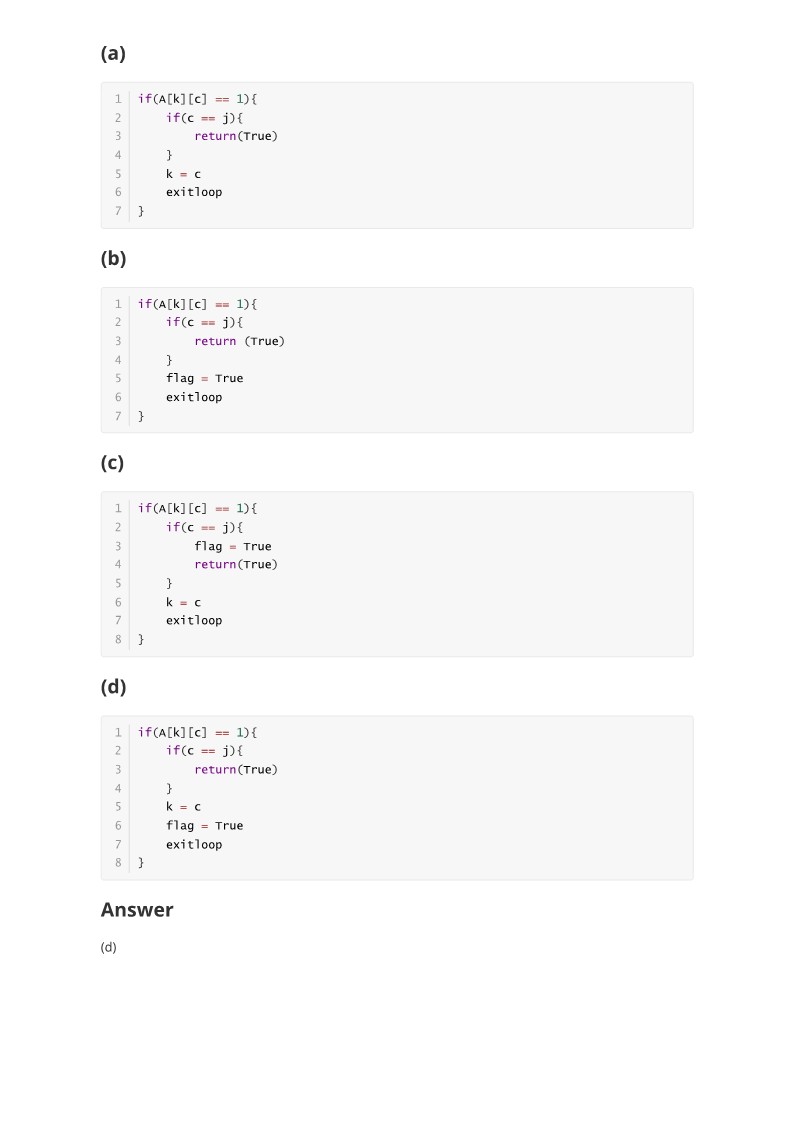 (a)
1 if(A[k][c] == 1){
2     if(c == j){
3         return(True)
4     }
5     k = c
6     exitloop
7 }
(b)
1 if(A[k][c] == 1){
2     if(c == j){
3         return (True)
4     }
5     flag = True
6     exitloop
7 }
(c)
1 if(A[k][c] == 1){
2     if(c == j){
3         flag = True
4         return(True)
5     }
6     k = c
7     exitloop
8 }
(d)
1 if(A[k][c] == 1){
2     if(c == j){
3         return(True)
4     }
5     k = c
6     flag = True
7     exitloop
8 }
Answer
(d)